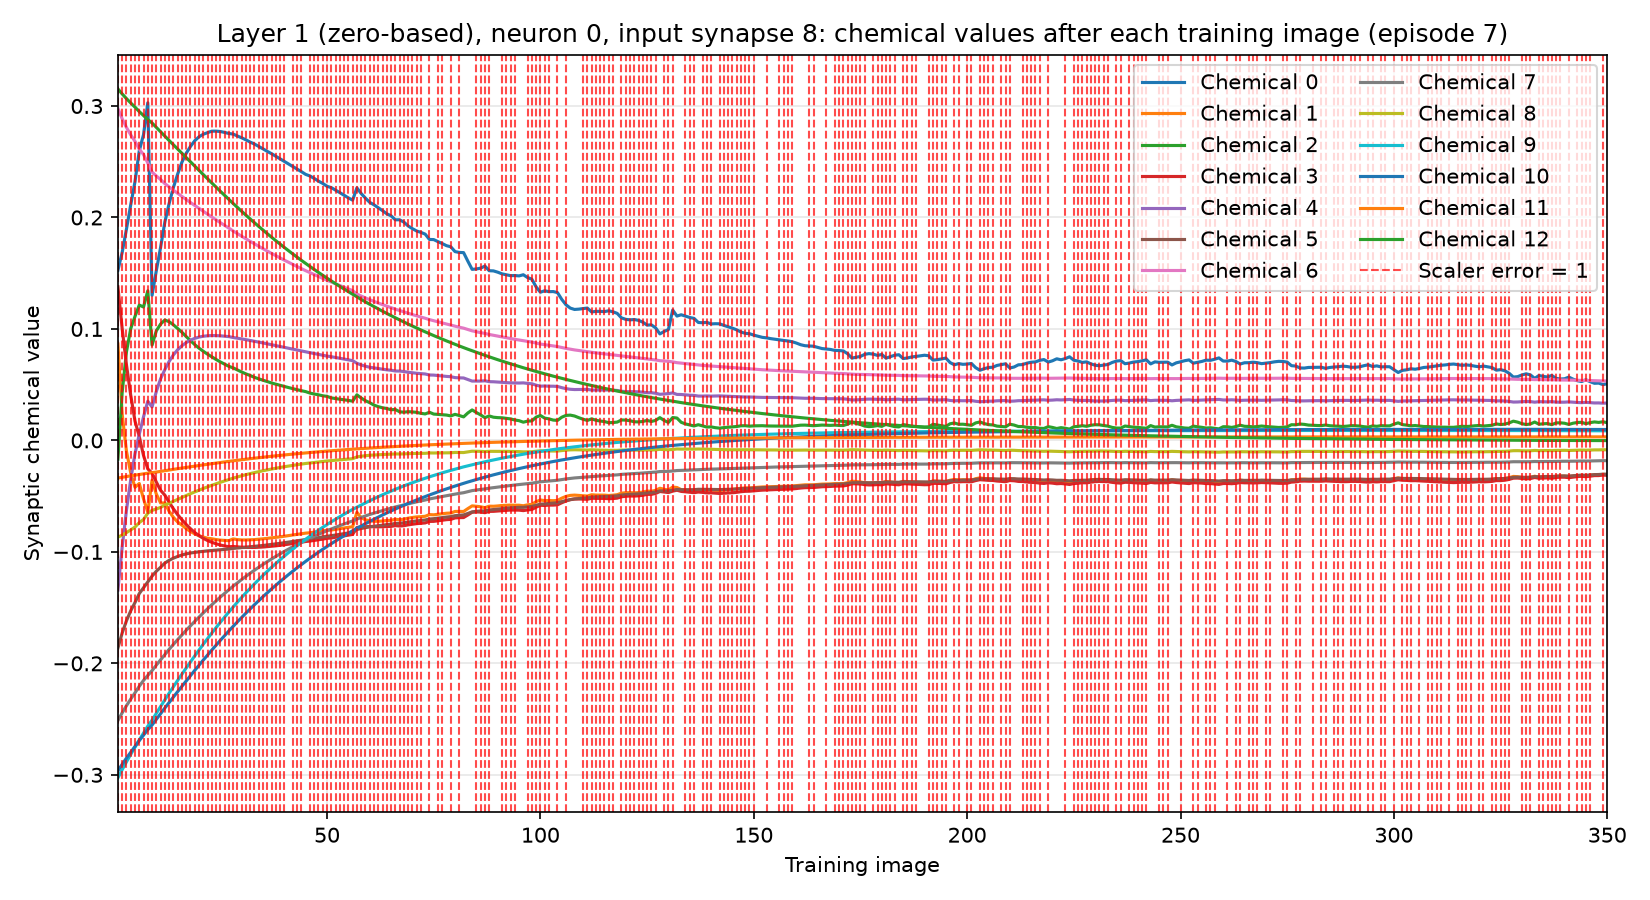 Layer 1 (zero-based), neuron 0, input synapse 8: chemical values after each training image (episode 7)
Synaptic chemical value
0.3
0.2
0.1
0.0
−0.1
−0.2
−0.3
Chemical 0
Chemical 1
Chemical 2
Chemical 3
Chemical 4
Chemical 5
Chemical 6
Chemical 7
Chemical 8
Chemical 9
Chemical 10
Chemical 11
Chemical 12
Scaler error = 1
50 100 150 200 250 300 350
Training image